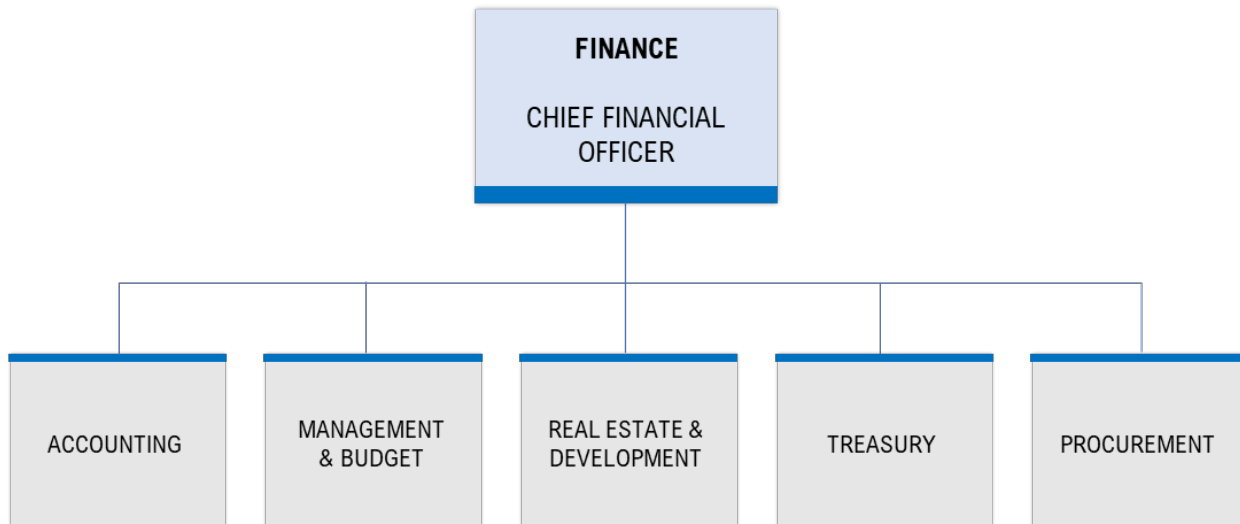 FINANCE
CHIEF FINANCIAL
OFFICER
ACCOUNTING
MANAGEMENT
& BUDGET
REAL ESTATE &
DEVELOPMENT
TREASURY
PROCUREMENT